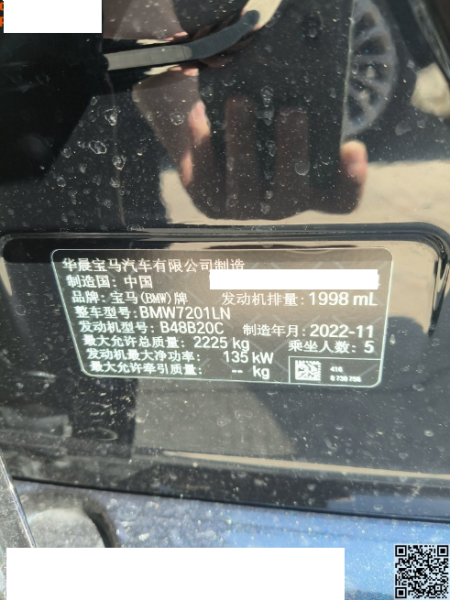 华晨宝马汽车有限公司制造
制造国: 中国
品牌: 宝马(BMW)牌 发动机排量: 1998 mL
整车型号: BMW7201LN
发动机型号: B48B20C 制造年月: 2022-11
最大允许总质量: 2225 kg 乘坐人数: 5
发动机最大净功率: 135 kW
最大允许牵引质量: -- kg